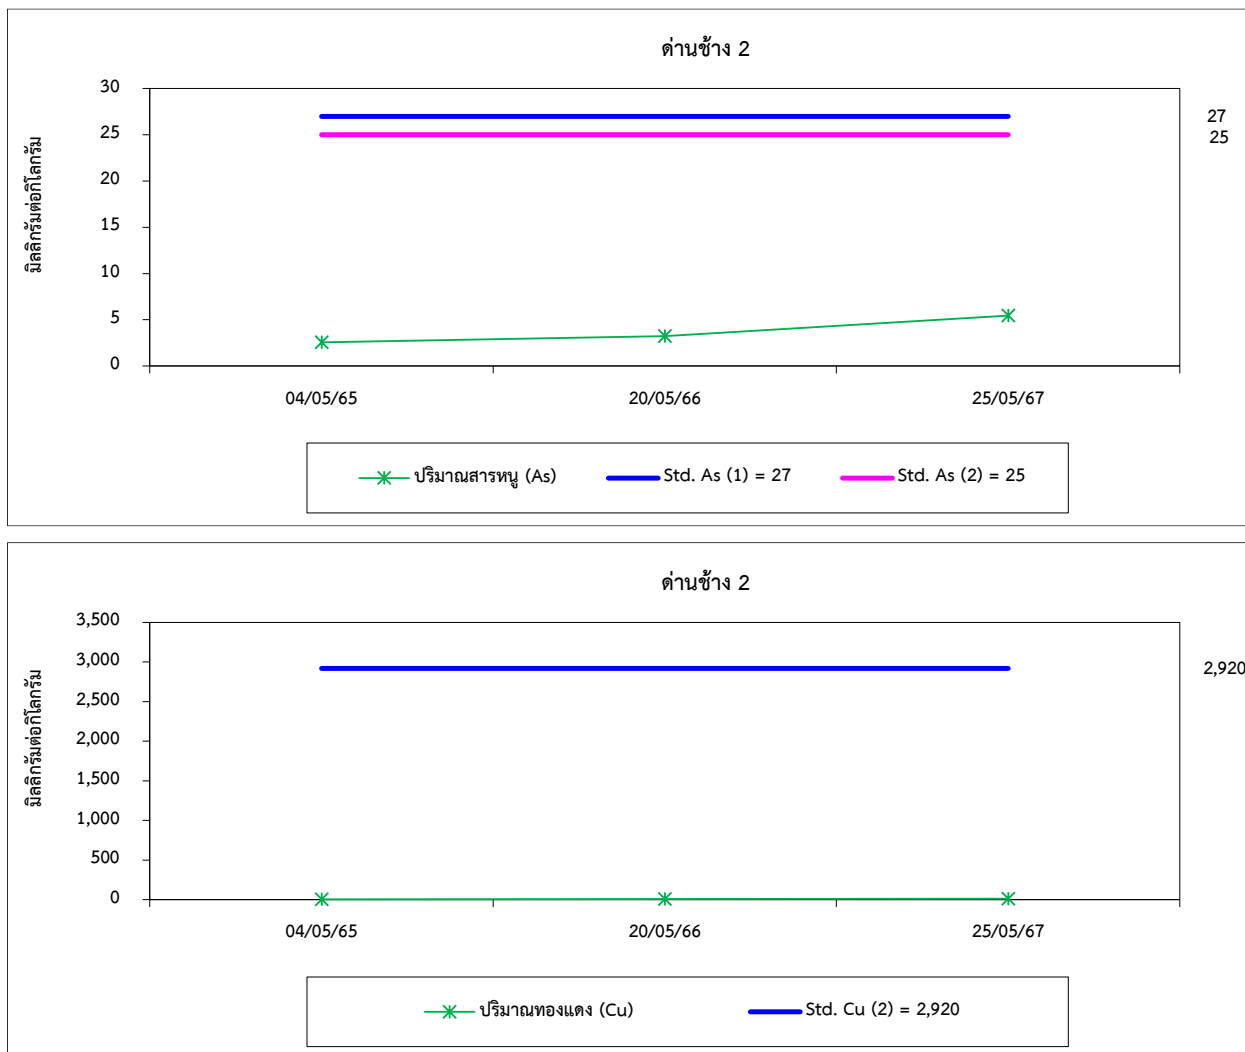 ด่านช้าง 2
มิลลิกรัมต่อกิโลกรัม
30
25
20
15
10
5
0
27
25
04/05/65 20/05/66 25/05/67
ปริมาณสารหนู (As) Std. As (1) = 27 Std. As (2) = 25
ด่านช้าง 2
มิลลิกรัมต่อกิโลกรัม
3,500
3,000
2,500
2,000
1,500
1,000
500
0
2,920
04/05/65 20/05/66 25/05/67
ปริมาณทองแดง (Cu) Std. Cu (2) = 2,920